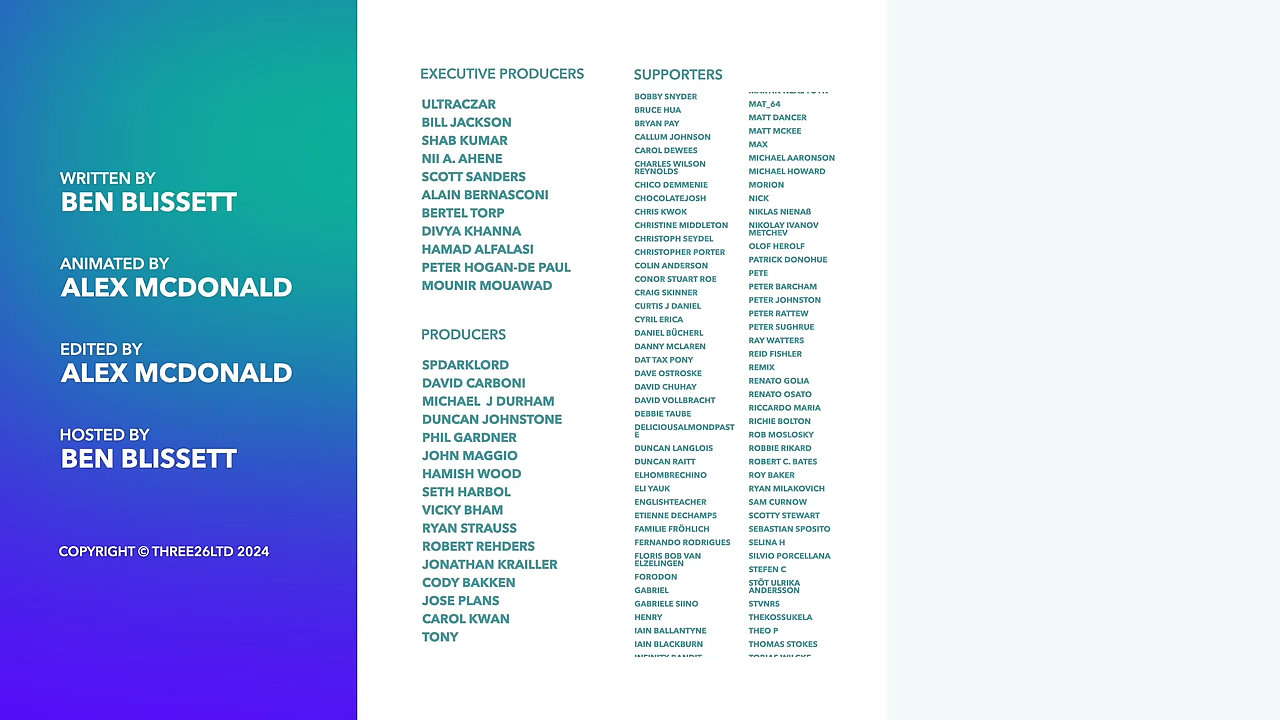 WRITTEN BY
BEN BLISSETT
ANIMATED BY
ALEX MCDONALD
EDITED BY
ALEX MCDONALD
HOSTED BY
BEN BLISSETT
COPYRIGHT © THREE26LTD 2024
EXECUTIVE PRODUCERS
ULTRACZAR
BILL JACKSON
SHAB KUMAR
NII A. AHENE
SCOTT SANDERS
ALAIN BERNASCONI
BERTEL TORP
DIVYA KHANNA
HAMAD ALFALASI
PETER HOGAN-DE PAUL
MOUNIR MOUAWAD
PRODUCERS
SPDARKLORD
DAVID CARBONI
MICHAEL  J DURHAM
DUNCAN JOHNSTONE
PHIL GARDNER
JOHN MAGGIO
HAMISH WOOD
SETH HARBOL
VICKY BHAM
RYAN STRAUSS
ROBERT REHDERS
JONATHAN KRAILLER
CODY BAKKEN
JOSE PLANS
CAROL KWAN
TONY
SUPPORTERS
BOBBY SNYDER
BRUCE HUA
BRYAN PAY
CALLUM JOHNSON
CAROL DEWEES
CHARLES WILSON
REYNOLDS
CHICO DEMMENIE
CHOCOLATEJOSH
CHRIS KWOK
CHRISTINE MIDDLETON
CHRISTOPH SEYDEL
CHRISTOPHER PORTER
COLIN ANDERSON
CONOR STUART ROE
CRAIG SKINNER
CURTIS J DANIEL
CYRIL ERICA
DANIEL BÜCHERL
DANNY MCLAREN
DAT TAX PONY
DAVE OSTROSKE
DAVID CHUHAY
DAVID VOLLBRACHT
DEBBIE TAUBE
DELICIOUSALMONDPAST
E
DUNCAN LANGLOIS
DUNCAN RAITT
ELHOMBRECHINO
ELI YAUK
ENGLISHTEACHER
ETIENNE DECHAMPS
FAMILIE FRÖHLICH
FERNANDO RODRIGUES
FLORIS BOB VAN
ELZELINGEN
FORODON
GABRIEL
GABRIELE SIINO
HENRY
IAIN BALLANTYNE
IAIN BLACKBURN
INFINITY BANDIT
MAT_64
MATT DANCER
MATT MCKEE
MAX
MICHAEL AARONSON
MICHAEL HOWARD
MORION
NICK
NIKLAS NIENAß
NIKOLAY IVANOV
METCHEV
OLOF HEROLF
PATRICK DONOHUE
PETE
PETER BARCHAM
PETER JOHNSTON
PETER RATTEW
PETER SUGHRUE
RAY WATTERS
REID FISHLER
REMIX
RENATO GOLIA
RENATO OSATO
RICCARDO MARIA
RICHIE BOLTON
ROB MOSLOSKY
ROBBIE RIKARD
ROBERT C. BATES
ROY BAKER
RYAN MILAKOVICH
SAM CURNOW
SCOTTY STEWART
SEBASTIAN SPOSITO
SELINA H
SILVIO PORCELLANA
STEFEN C
STÖT ULRIKA
ANDERSSON
STVNRS
THEKOSSUKELA
THEO P
THOMAS STOKES